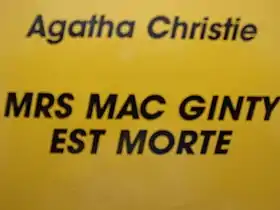 Agatha Christie
MRS MAC GINTY
EST MORTE